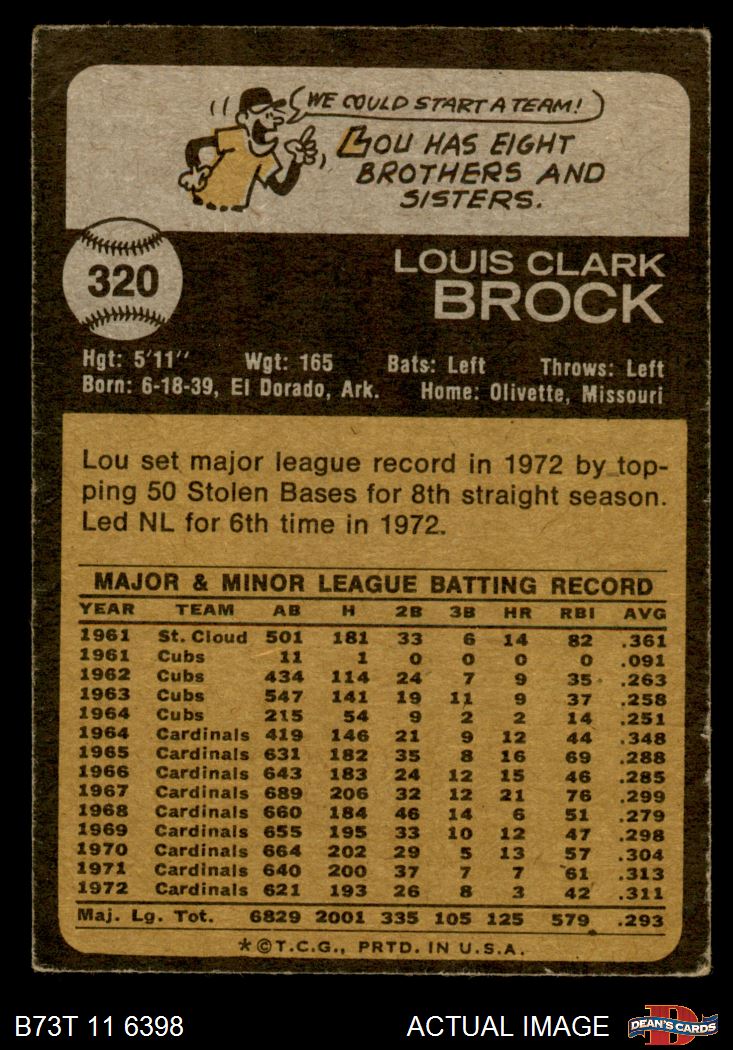 WE COULD START A TEAM!
LOU HAS EIGHT
BROTHERS AND
SISTERS.
320
LOUIS CLARK
BROCK
Hgt: 5'11" Wgt: 165 Bats: Left Throws: Left
Born: 6-18-39, El Dorado, Ark. Home: Olivette, Missouri
Lou set major league record in 1972 by top-
ping 50 Stolen Bases for 8th straight season.
Led NL for 6th time in 1972.
MAJOR & MINOR LEAGUE BATTING RECORD
YEAR TEAM AB H 2B 3B HR RBI AVG
1961 St. Cloud 501 181 33 6 14 82 .361
1961 Cubs 11 1 0 0 0 0 .091
1962 Cubs 434 114 24 7 9 35 .263
1963 Cubs 547 141 19 11 9 37 .258
1964 Cubs 215 54 9 2 2 14 .251
1964 Cardinals 419 146 21 9 12 44 .348
1965 Cardinals 631 182 35 8 16 69 .288
1966 Cardinals 643 183 24 12 15 46 .285
1967 Cardinals 689 206 32 12 21 76 .299
1968 Cardinals 660 184 46 14 6 51 .279
1969 Cardinals 655 195 33 10 12 47 .298
1970 Cardinals 664 202 29 5 13 57 .304
1971 Cardinals 640 200 37 7 7 61 .313
1972 Cardinals 621 193 26 8 3 42 .311
Maj. Lg. Tot. 6829 2001 335 105 125 579 .293
*©T.C.G., PRTD. IN U.S.A.
B73T 11 6398 ACTUAL IMAGE D DEAN'S CARDS